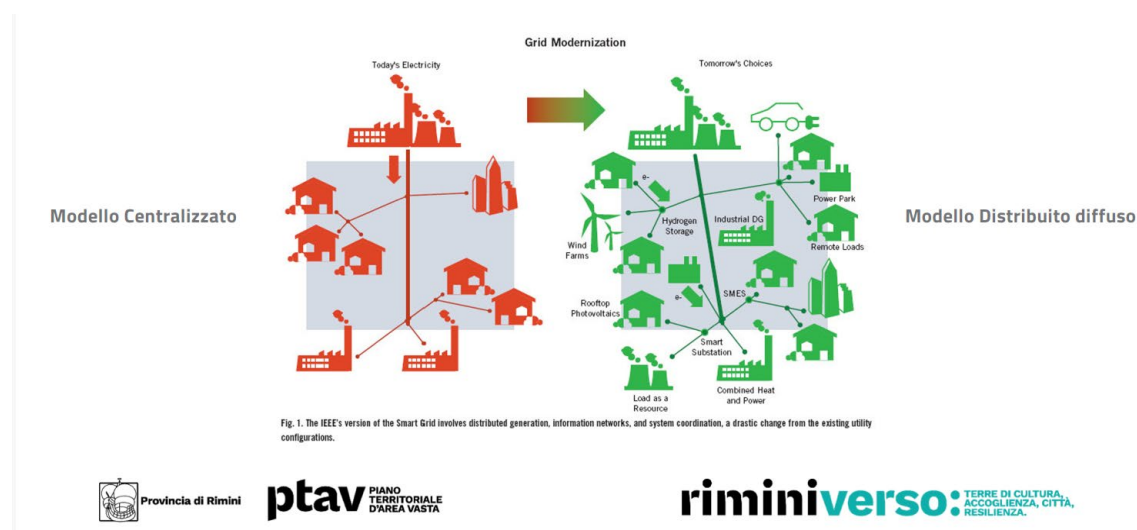 Grid Modernization
Today's Electricity
Tomorrow's Choices
Modello Centralizzato
Modello Distribuito diffuso
e-
Power Park
Hydrogen
Storage
Industrial DG
Wind
Farms
Remote Loads
Rooftop
Photovoltaics
e-
SMES
Smart
Substation
Load as a
Resource
Combined Heat
and Power
Fig. 1. The IEEE's version of the Smart Grid involves distributed generation, information networks, and system coordination, a drastic change from the existing utility
configurations.
Provincia di Rimini
ptav PIANO
TERRITORIALE
D'AREA VASTA
riminiverso: TERRE DI CULTURA,
ACCOGLIENZA, CITTÀ,
RESILIENZA.